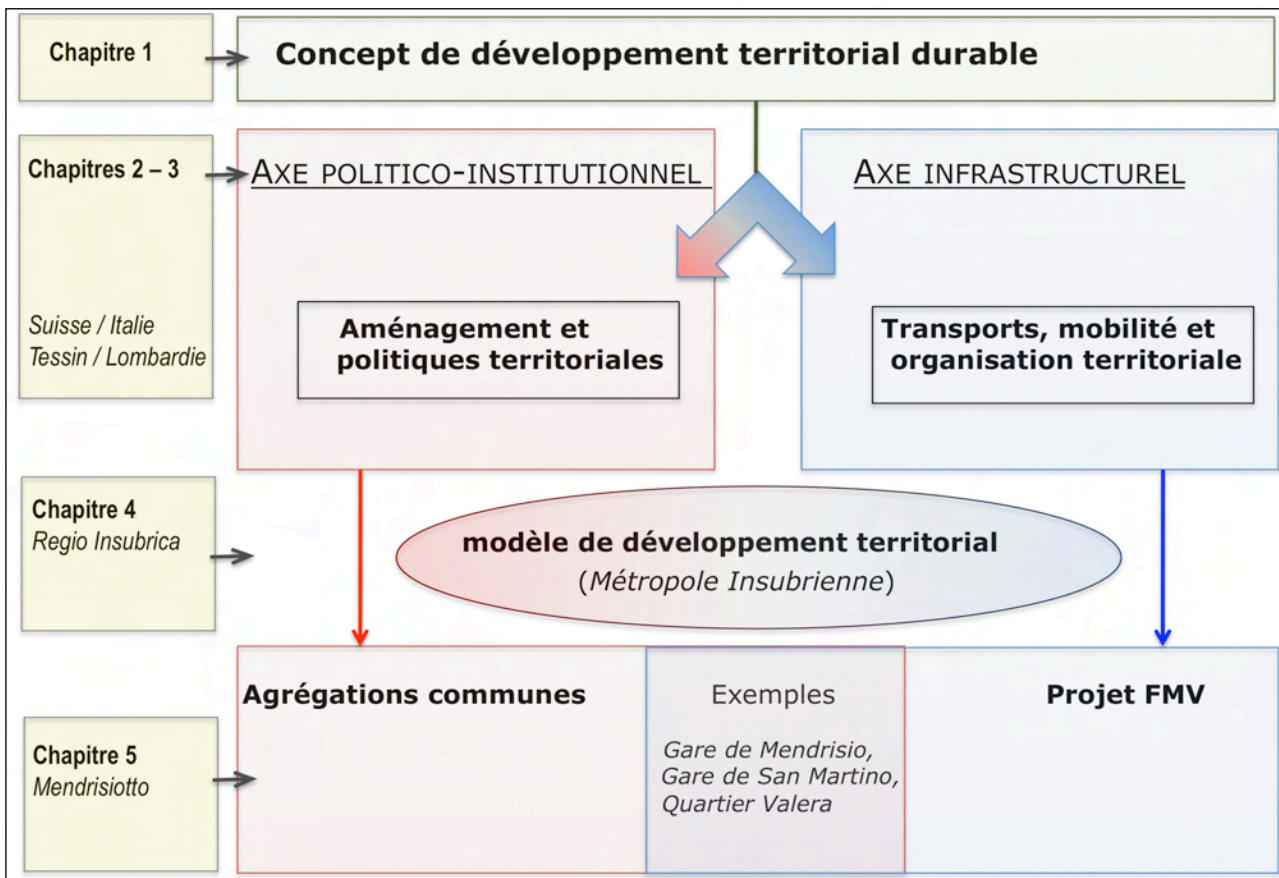 Chapitre 1
Concept de développement territorial durable
Chapitres 2 – 3
Suisse / Italie
Tessin / Lombardie
AXE POLITICO-INSTITUTIONNEL
AXE INFRASTRUCTUREL
Aménagement et
politiques territoriales
Transports, mobilité et
organisation territoriale
Chapitre 4
Regio Insubrica
modèle de développement territorial
(Métropole Insubrienne)
Chapitre 5
Mendrisiotto
Agrégations communes
Exemples
Gare de Mendrisio,
Gare de San Martino,
Quartier Valera
Projet FMV